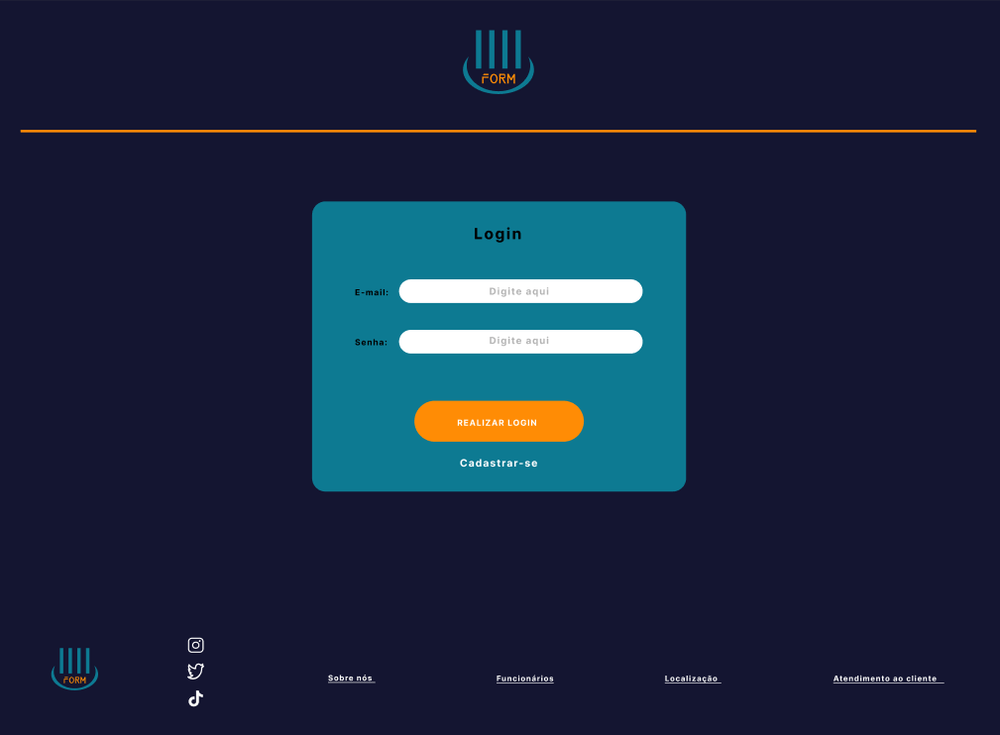 FORM
Login
E-mail: Digite aqui
Senha: Digite aqui
REALIZAR LOGIN
Cadastrar-se
FORM
Sobre nós Funcionários Localização Atendimento ao cliente